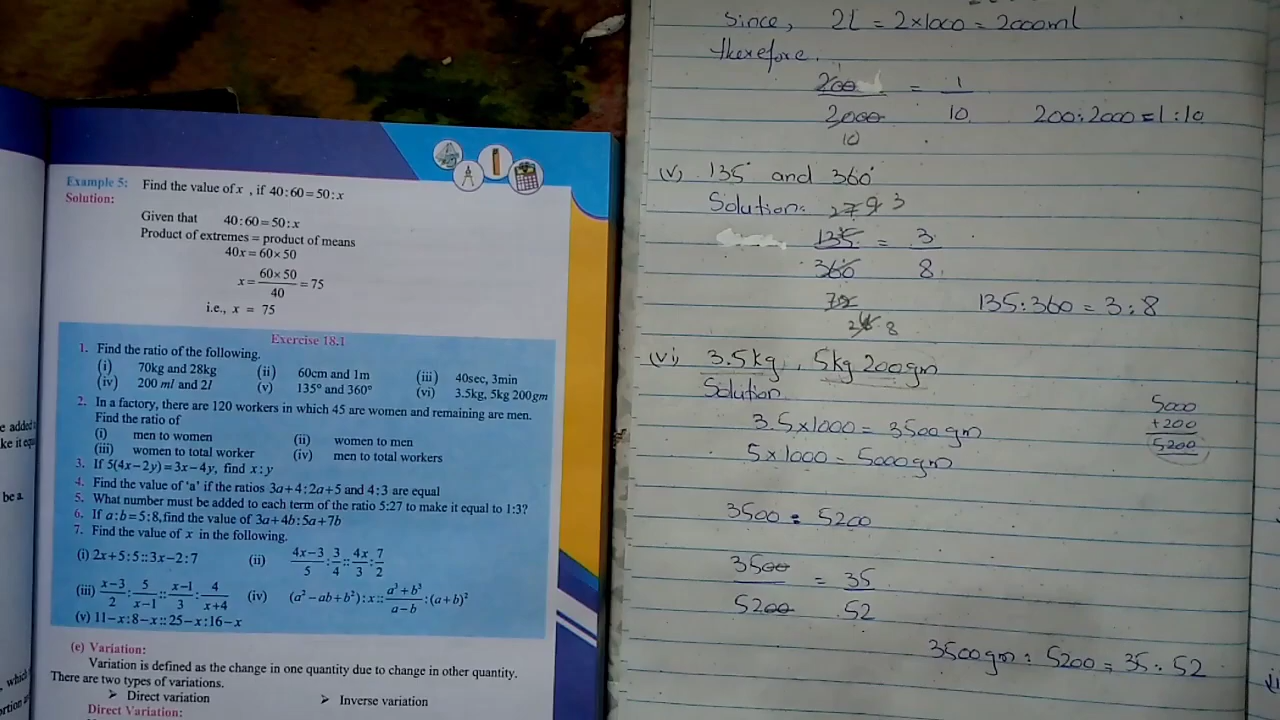 Example 5: Find the value of x , if 40:60=50:x
Solution:
Given that 40:60=50:x
Product of extremes = product of means
40x=60×50
x=60×50/40=75
i.e., x = 75
Exercise 18.1
1. Find the ratio of the following.
(i) 70kg and 28kg (ii) 60cm and 1m (iii) 40sec, 3min
(iv) 200 ml and 2l (v) 135° and 360° (vi) 3.5kg, 5kg 200gm
2. In a factory, there are 120 workers in which 45 are women and remaining are men.
Find the ratio of
(i) men to women (ii) women to men
(iii) women to total worker (iv) men to total workers
3. If 5(4x−2y)=3x−4y, find x:y
4. Find the value of 'a' if the ratios 3a+4:2a+5 and 4:3 are equal
5. What number must be added to each term of the ratio 5:27 to make it equal to 1:3?
6. If a:b=5:8,find the value of 3a+4b:5a+7b
7. Find the value of x in the following.
(i) 2x+5:5::3x−2:7 (ii) 4x−3/5:3/4::4x/3:7/2
(iii) x−3/2:5/x−1::x−1/3:4/x+4 (iv) (a²−ab+b²):x::a³+b³/a−b:(a+b)²
(v) 11−x:8−x::25−x:16−x
(e) Variation:
Variation is defined as the change in one quantity due to change in other quantity.
There are two types of variations.
➢ Direct variation ➢ Inverse variation
Direct Variation:
e added
ke it equ
be a
, which
ortion
Since, 2L = 2×1000 = 2000ml
therefore.
200 = 1
2000 10 200:2000=1:10
10
(v) 135° and 360°
Solution: 27 9 3
135 = 3
360 8
72
24 8 135:360=3:8
(vi) 3.5kg, 5kg 200gm
Solution
3.5×1000=3500gm
5×1000=5000gm
5000
+200
5200
3500:5200
3500 = 35
5200 52
3500gm:5200=35:52